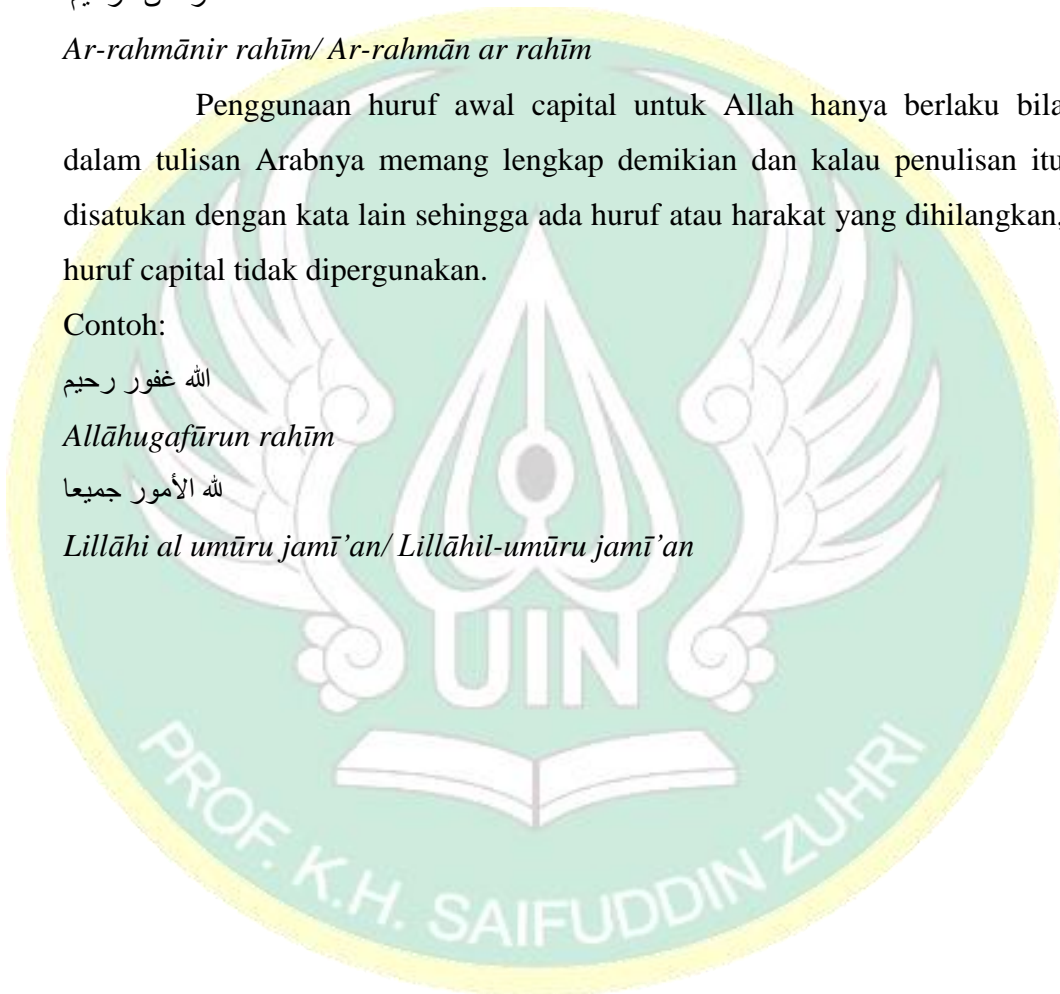 Ar-rahmānir rahīm/ Ar-rahmān ar rahīm
Penggunaan huruf awal capital untuk Allah hanya berlaku bila
dalam tulisan Arabnya memang lengkap demikian dan kalau penulisan itu
disatukan dengan kata lain sehingga ada huruf atau harakat yang dihilangkan,
huruf capital tidak dipergunakan.
Contoh:
الله غفور رحيم
Allāhugafūrun rahīm
لله الأمور جميعا
Lillāhi al umūru jamī’an/ Lillāhil-umūru jamī’an
UIN
PROF. K.H. SAIFUDDIN ZUHRI